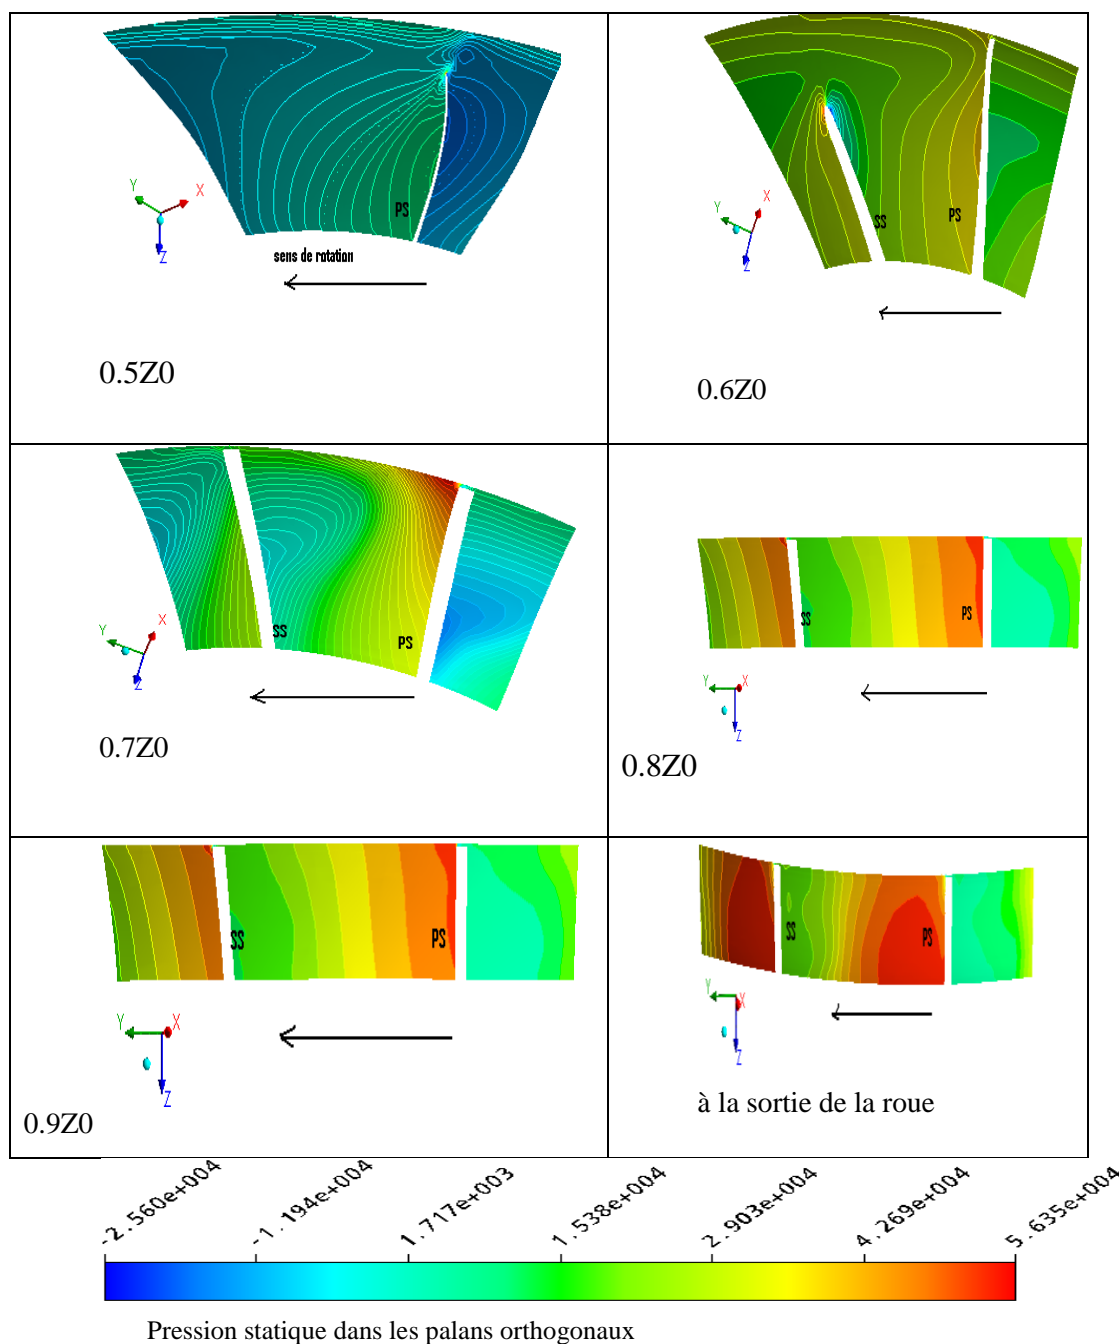 Y X
Z
PS
sens de rotation
0.5Z0
Y X
Z
SS PS
0.6Z0
Y X
Z
SS PS
0.7Z0
SS PS
Y X
Z
0.8Z0
SS PS
Y X
Z
0.9Z0
SS PS
Y X
Z
à la sortie de la roue
-2.560e+004 -1.194e+004 1.717e+003 1.538e+004 2.903e+004 4.269e+004 5.635e+004
Pression statique dans les palans orthogonaux